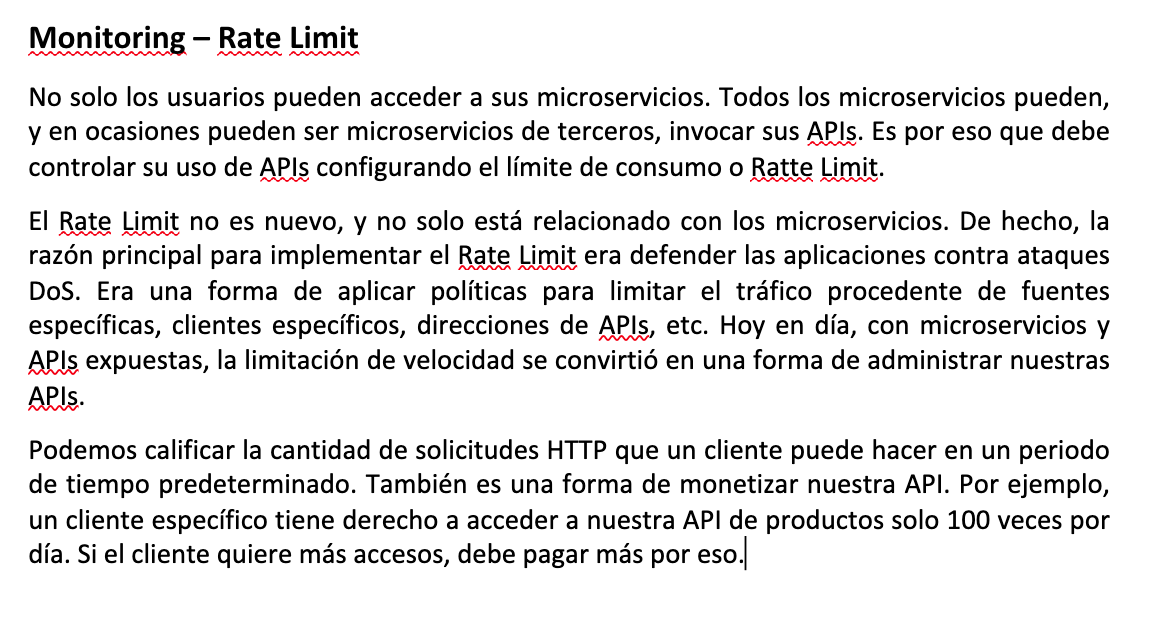 Monitoring – Rate Limit
No solo los usuarios pueden acceder a sus microservicios. Todos los microservicios pueden,
y en ocasiones pueden ser microservicios de terceros, invocar sus APIs. Es por eso que debe
controlar su uso de APIs configurando el límite de consumo o Ratte Limit.
El Rate Limit no es nuevo, y no solo está relacionado con los microservicios. De hecho, la
razón principal para implementar el Rate Limit era defender las aplicaciones contra ataques
DoS. Era una forma de aplicar políticas para limitar el tráfico procedente de fuentes
específicas, clientes específicos, direcciones de APIs, etc. Hoy en día, con microservicios y
APIs expuestas, la limitación de velocidad se convirtió en una forma de administrar nuestras
APIs.
Podemos calificar la cantidad de solicitudes HTTP que un cliente puede hacer en un periodo
de tiempo predeterminado. También es una forma de monetizar nuestra API. Por ejemplo,
un cliente específico tiene derecho a acceder a nuestra API de productos solo 100 veces por
día. Si el cliente quiere más accesos, debe pagar más por eso.